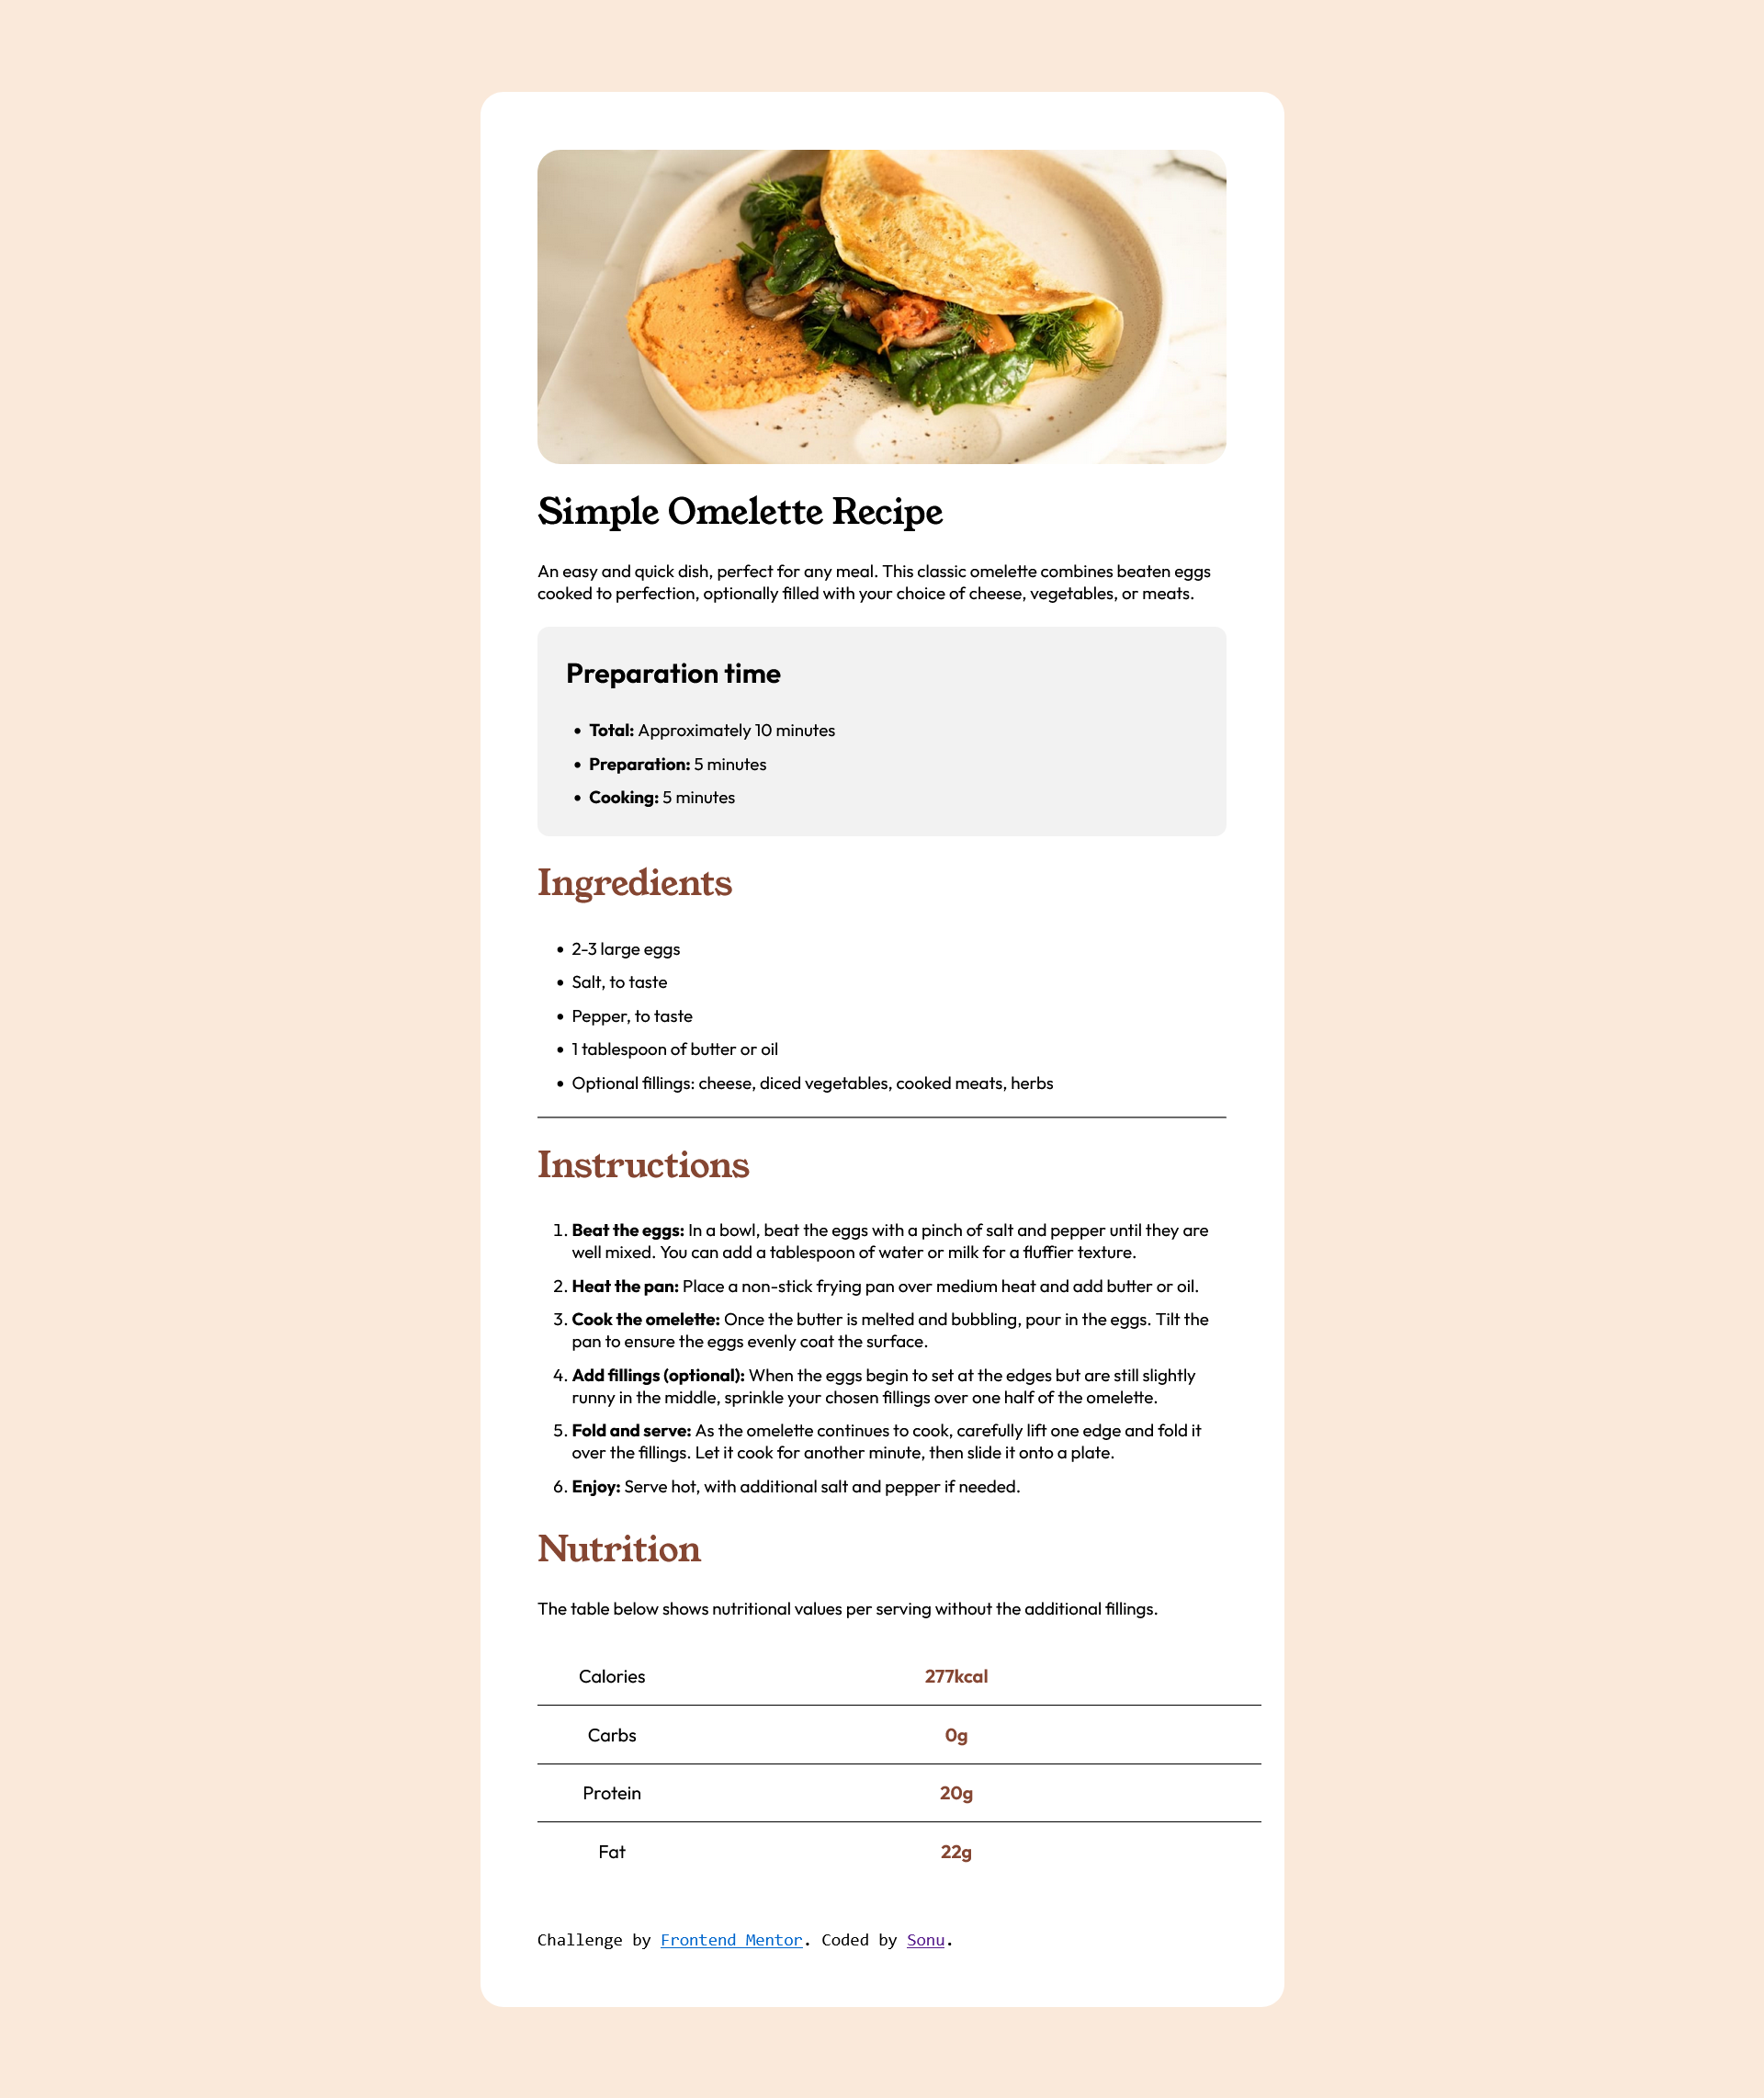 Simple Omelette Recipe
An easy and quick dish, perfect for any meal. This classic omelette combines beaten eggs
cooked to perfection, optionally filled with your choice of cheese, vegetables, or meats.
Preparation time
• Total: Approximately 10 minutes
• Preparation: 5 minutes
• Cooking: 5 minutes
Ingredients
• 2-3 large eggs
• Salt, to taste
• Pepper, to taste
• 1 tablespoon of butter or oil
• Optional fillings: cheese, diced vegetables, cooked meats, herbs
Instructions
1. Beat the eggs: In a bowl, beat the eggs with a pinch of salt and pepper until they are
well mixed. You can add a tablespoon of water or milk for a fluffier texture.
2. Heat the pan: Place a non-stick frying pan over medium heat and add butter or oil.
3. Cook the omelette: Once the butter is melted and bubbling, pour in the eggs. Tilt the
pan to ensure the eggs evenly coat the surface.
4. Add fillings (optional): When the eggs begin to set at the edges but are still slightly
runny in the middle, sprinkle your chosen fillings over one half of the omelette.
5. Fold and serve: As the omelette continues to cook, carefully lift one edge and fold it
over the fillings. Let it cook for another minute, then slide it onto a plate.
6. Enjoy: Serve hot, with additional salt and pepper if needed.
Nutrition
The table below shows nutritional values per serving without the additional fillings.
Calories 277kcal
Carbs 0g
Protein 20g
Fat 22g
Challenge by Frontend Mentor. Coded by Sonu.